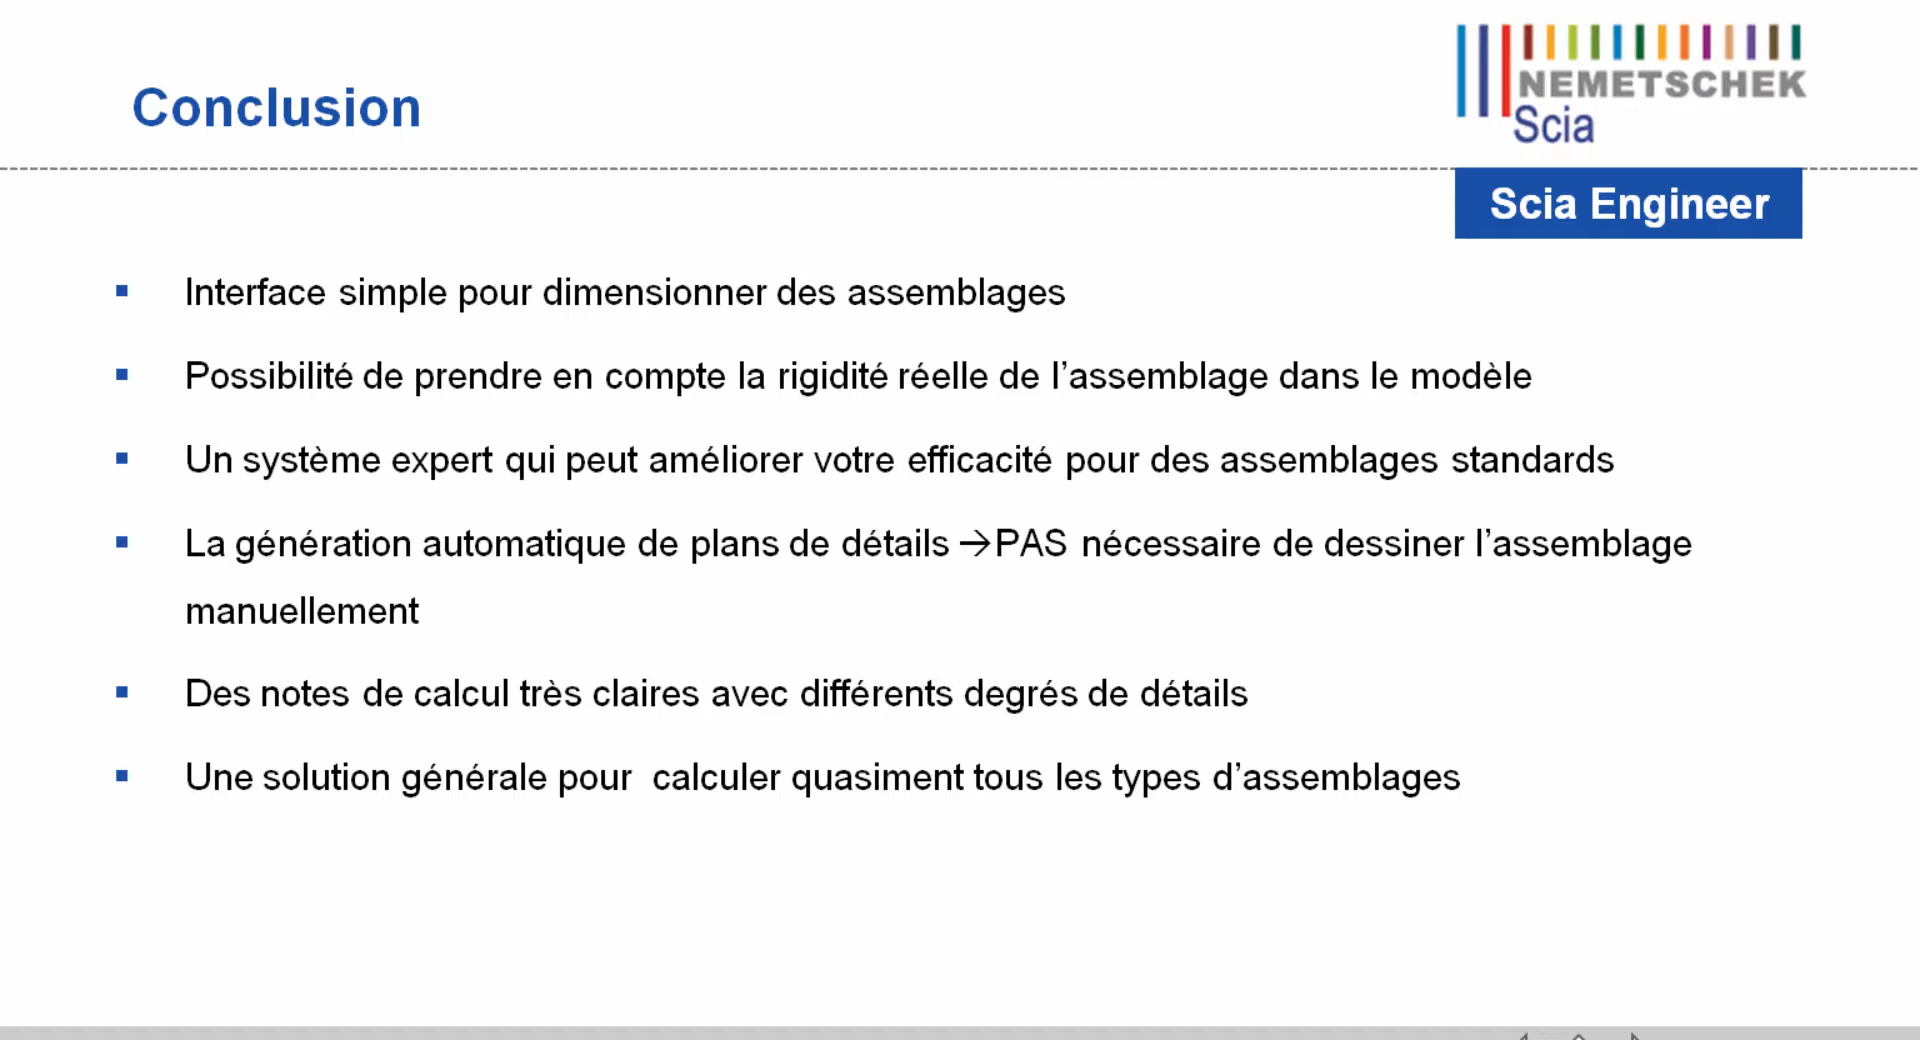 Conclusion
NEMETSCHEK
Scia
Scia Engineer
▪ Interface simple pour dimensionner des assemblages
▪ Possibilité de prendre en compte la rigidité réelle de l’assemblage dans le modèle
▪ Un système expert qui peut améliorer votre efficacité pour des assemblages standards
▪ La génération automatique de plans de détails →PAS nécessaire de dessiner l’assemblage
manuellement
▪ Des notes de calcul très claires avec différents degrés de détails
▪ Une solution générale pour  calculer quasiment tous les types d’assemblages